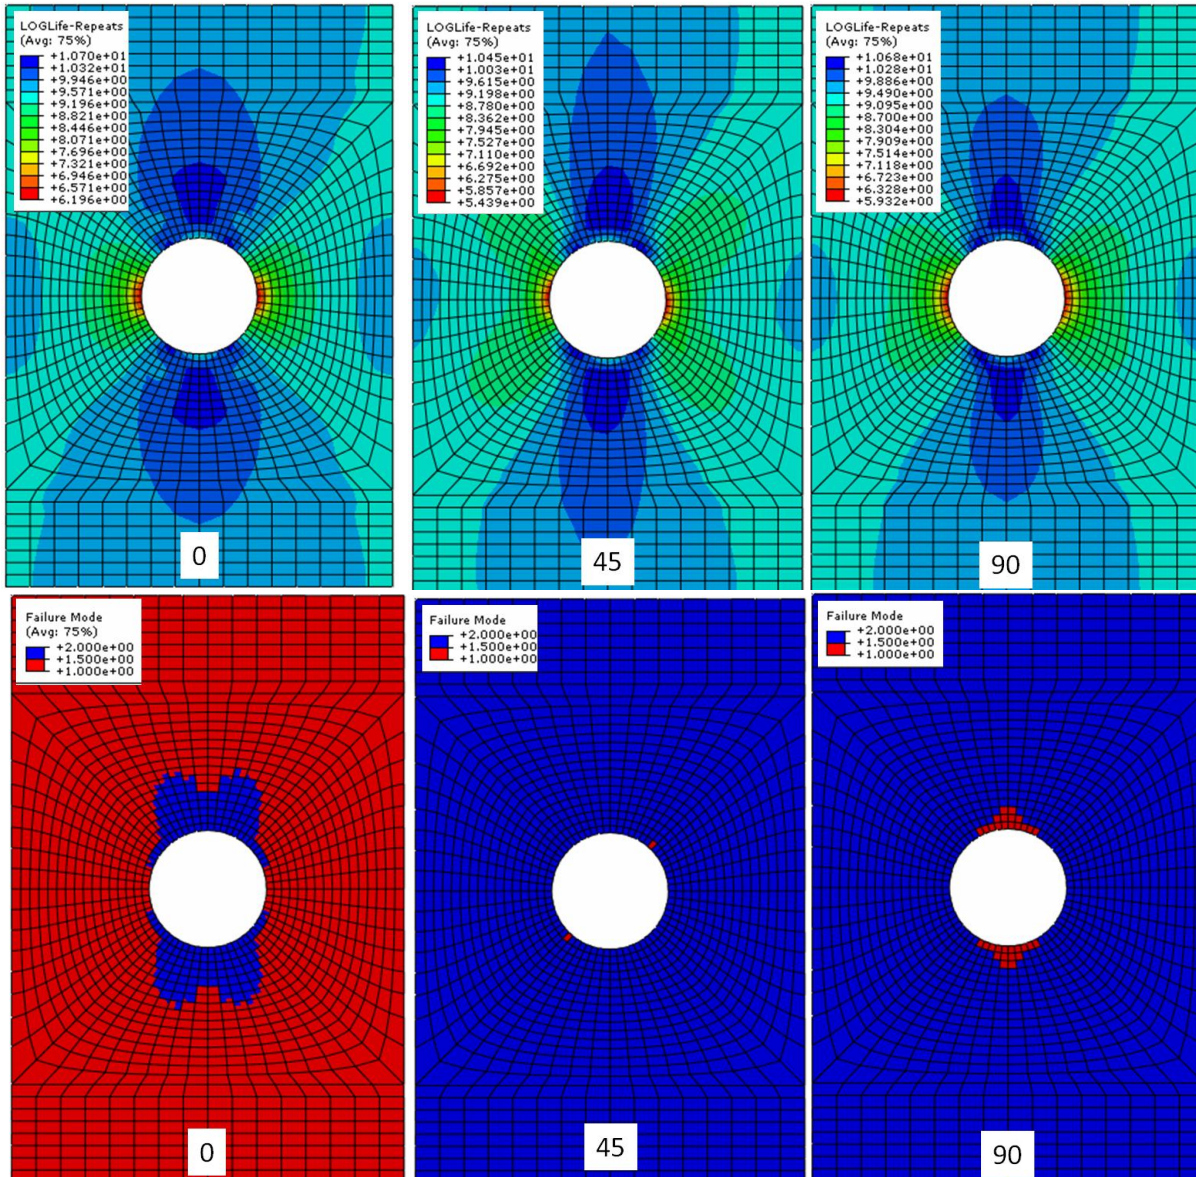 LOGLife-Repeats
(Avg: 75%)
+1.070e+01
+1.032e+01
+9.946e+00
+9.571e+00
+9.196e+00
+8.821e+00
+8.446e+00
+8.071e+00
+7.696e+00
+7.321e+00
+6.946e+00
+6.571e+00
+6.196e+00
0
LOGLife-Repeats
(Avg: 75%)
+1.045e+01
+1.003e+01
+9.615e+00
+9.198e+00
+8.780e+00
+8.362e+00
+7.945e+00
+7.527e+00
+7.110e+00
+6.692e+00
+6.275e+00
+5.857e+00
+5.439e+00
45
LOGLife-Repeats
(Avg: 75%)
+1.068e+01
+1.028e+01
+9.886e+00
+9.490e+00
+9.095e+00
+8.700e+00
+8.304e+00
+7.909e+00
+7.514e+00
+7.118e+00
+6.723e+00
+6.328e+00
+5.932e+00
90
Failure Mode
(Avg: 75%)
+2.000e+00
+1.500e+00
+1.000e+00
0
Failure Mode
+2.000e+00
+1.500e+00
+1.000e+00
45
Failure Mode
+2.000e+00
+1.500e+00
+1.000e+00
90